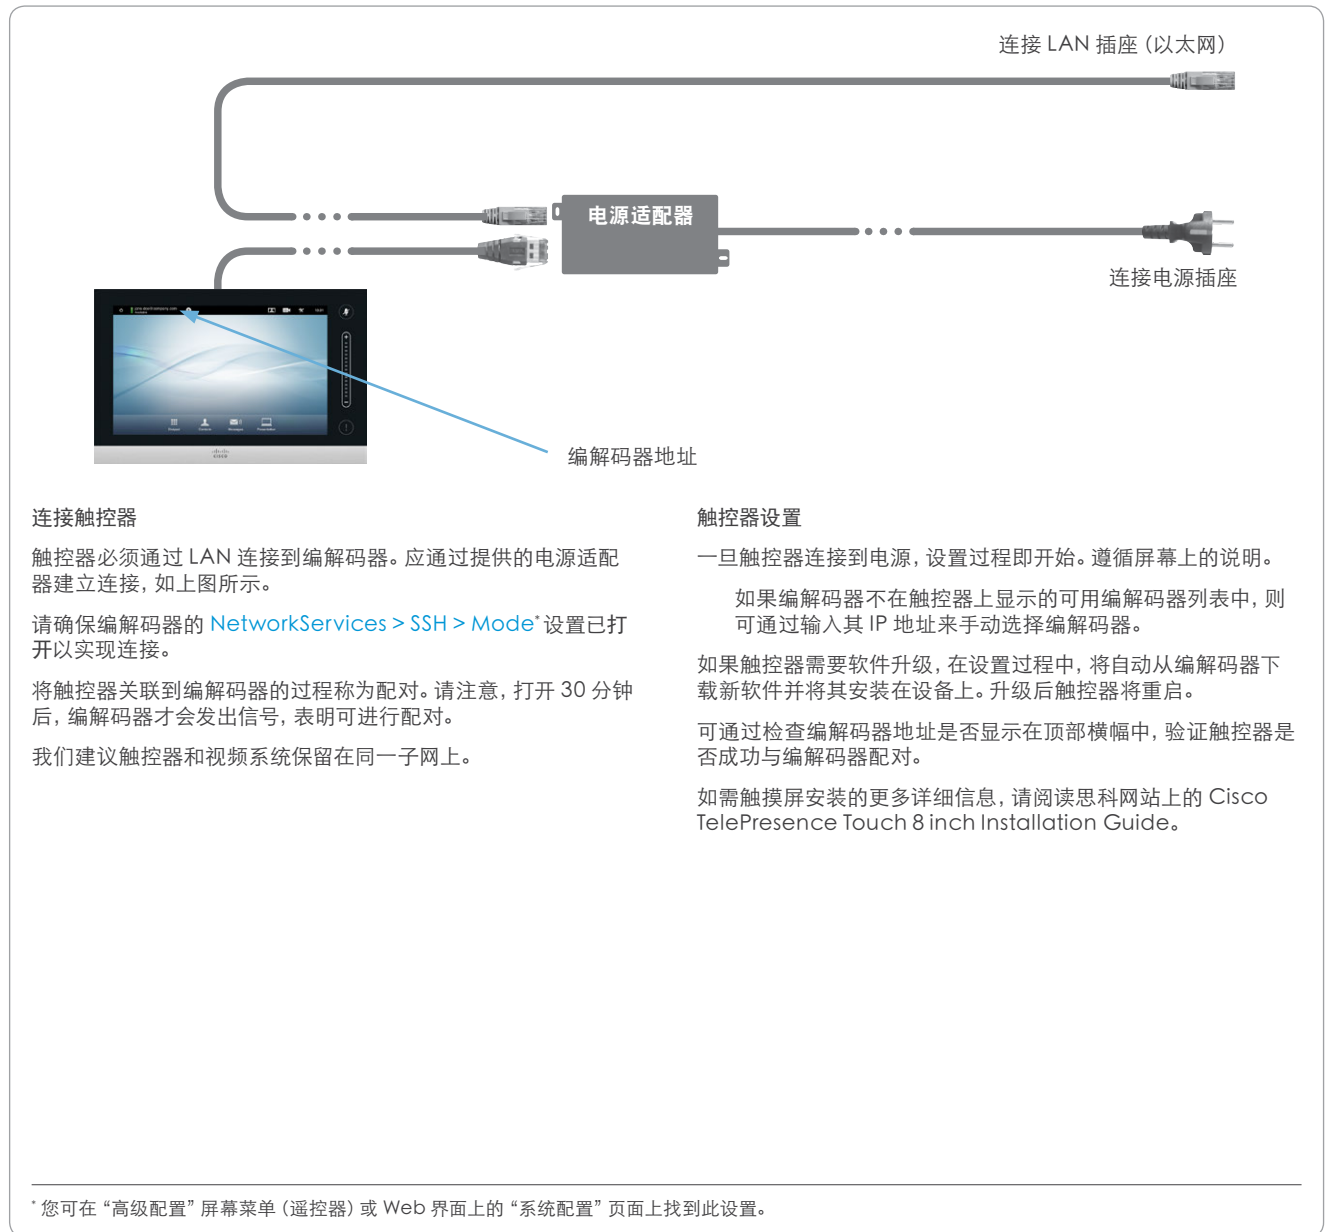 连接 LAN 插座（以太网）
电源适配器
连接电源插座
编解码器地址
连接触控器
触控器必须通过 LAN 连接到编解码器。应通过提供的电源适配
器建立连接，如上图所示。
请确保编解码器的 NetworkServices > SSH > Mode* 设置已打
开以实现连接。
将触控器关联到编解码器的过程称为配对。请注意，打开 30 分钟
后，编解码器才会发出信号，表明可进行配对。
我们建议触控器和视频系统保留在同一子网上。
触控器设置
一旦触控器连接到电源，设置过程即开始。遵循屏幕上的说明。
如果编解码器不在触控器上显示的可用编解码器列表中，则
可通过输入其 IP 地址来手动选择编解码器。
如果触控器需要软件升级，在设置过程中，将自动从编解码器下
载新软件并将其安装在设备上。升级后触控器将重启。
可通过检查编解码器地址是否显示在顶部横幅中，验证触控器是
否成功与编解码器配对。
如需触摸屏安装的更多详细信息，请阅读思科网站上的 Cisco
TelePresence Touch 8 inch Installation Guide。
* 您可在 “高级配置” 屏幕菜单（遥控器）或 Web 界面上的 “系统配置” 页面上找到此设置。